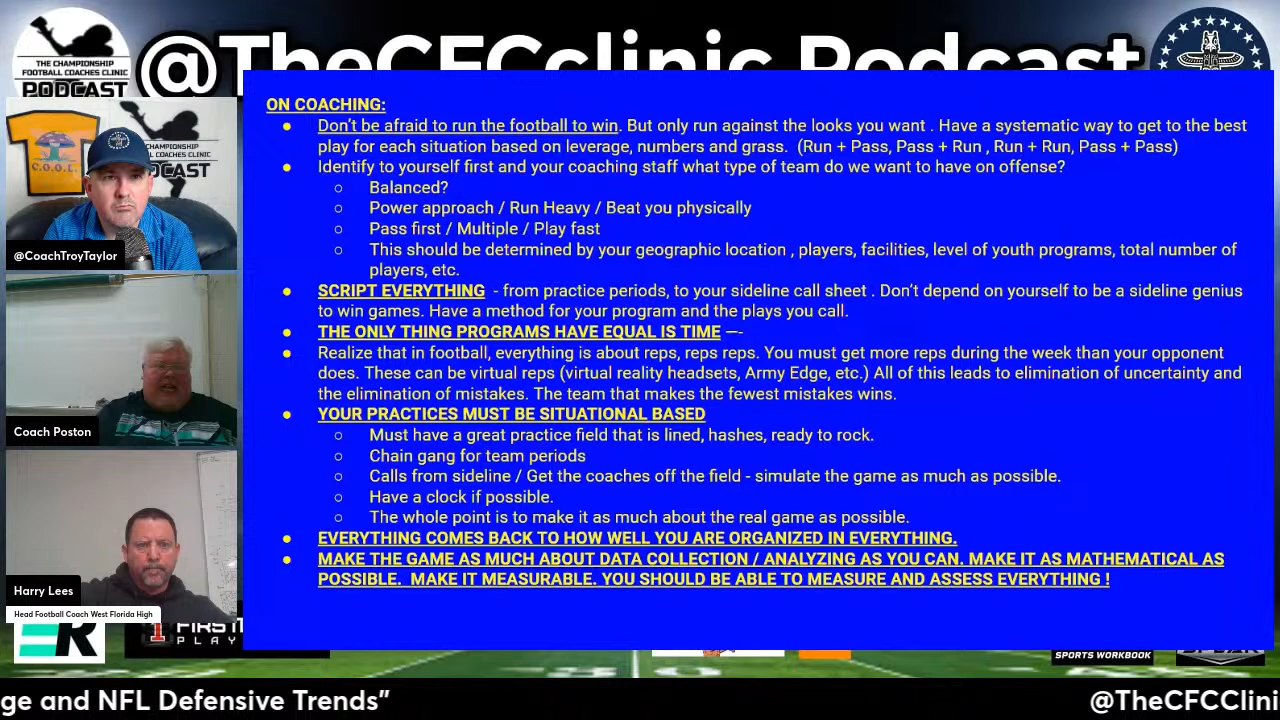 THE CHAMPIONSHIP
FOOTBALL COACHES CLINIC
PODCAST
@TheCFCclinic Podcast
CHAMPIONSHIP
COACHES CLINIC
CAST
C.O.O.L.
@CoachTroyTaylor
Coach Poston
Harry Lees
Head Football Coach West Florida High
ON COACHING:
● Don't be afraid to run the football to win. But only run against the looks you want . Have a systematic way to get to the best
play for each situation based on leverage, numbers and grass. (Run + Pass, Pass + Run , Run + Run, Pass + Pass)
● Identify to yourself first and your coaching staff what type of team do we want to have on offense?
○ Balanced?
○ Power approach / Run Heavy / Beat you physically
○ Pass first / Multiple / Play fast
○ This should be determined by your geographic location , players, facilities, level of youth programs, total number of
players, etc.
● SCRIPT EVERYTHING - from practice periods, to your sideline call sheet . Don't depend on yourself to be a sideline genius
to win games. Have a method for your program and the plays you call.
● THE ONLY THING PROGRAMS HAVE EQUAL IS TIME —-
● Realize that in football, everything is about reps, reps reps. You must get more reps during the week than your opponent
does. These can be virtual reps (virtual reality headsets, Army Edge, etc.) All of this leads to elimination of uncertainty and
the elimination of mistakes. The team that makes the fewest mistakes wins.
● YOUR PRACTICES MUST BE SITUATIONAL BASED
○ Must have a great practice field that is lined, hashes, ready to rock.
○ Chain gang for team periods
○ Calls from sideline / Get the coaches off the field - simulate the game as much as possible.
○ Have a clock if possible.
○ The whole point is to make it as much about the real game as possible.
● EVERYTHING COMES BACK TO HOW WELL YOU ARE ORGANIZED IN EVERYTHING.
● MAKE THE GAME AS MUCH ABOUT DATA COLLECTION / ANALYZING AS YOU CAN. MAKE IT AS MATHEMATICAL AS
POSSIBLE. MAKE IT MEASURABLE. YOU SHOULD BE ABLE TO MEASURE AND ASSESS EVERYTHING !
ER
1 FIRST
PLAY
SPORTS WORKBOOK
ge and NFL Defensive Trends”
@TheCFCClini